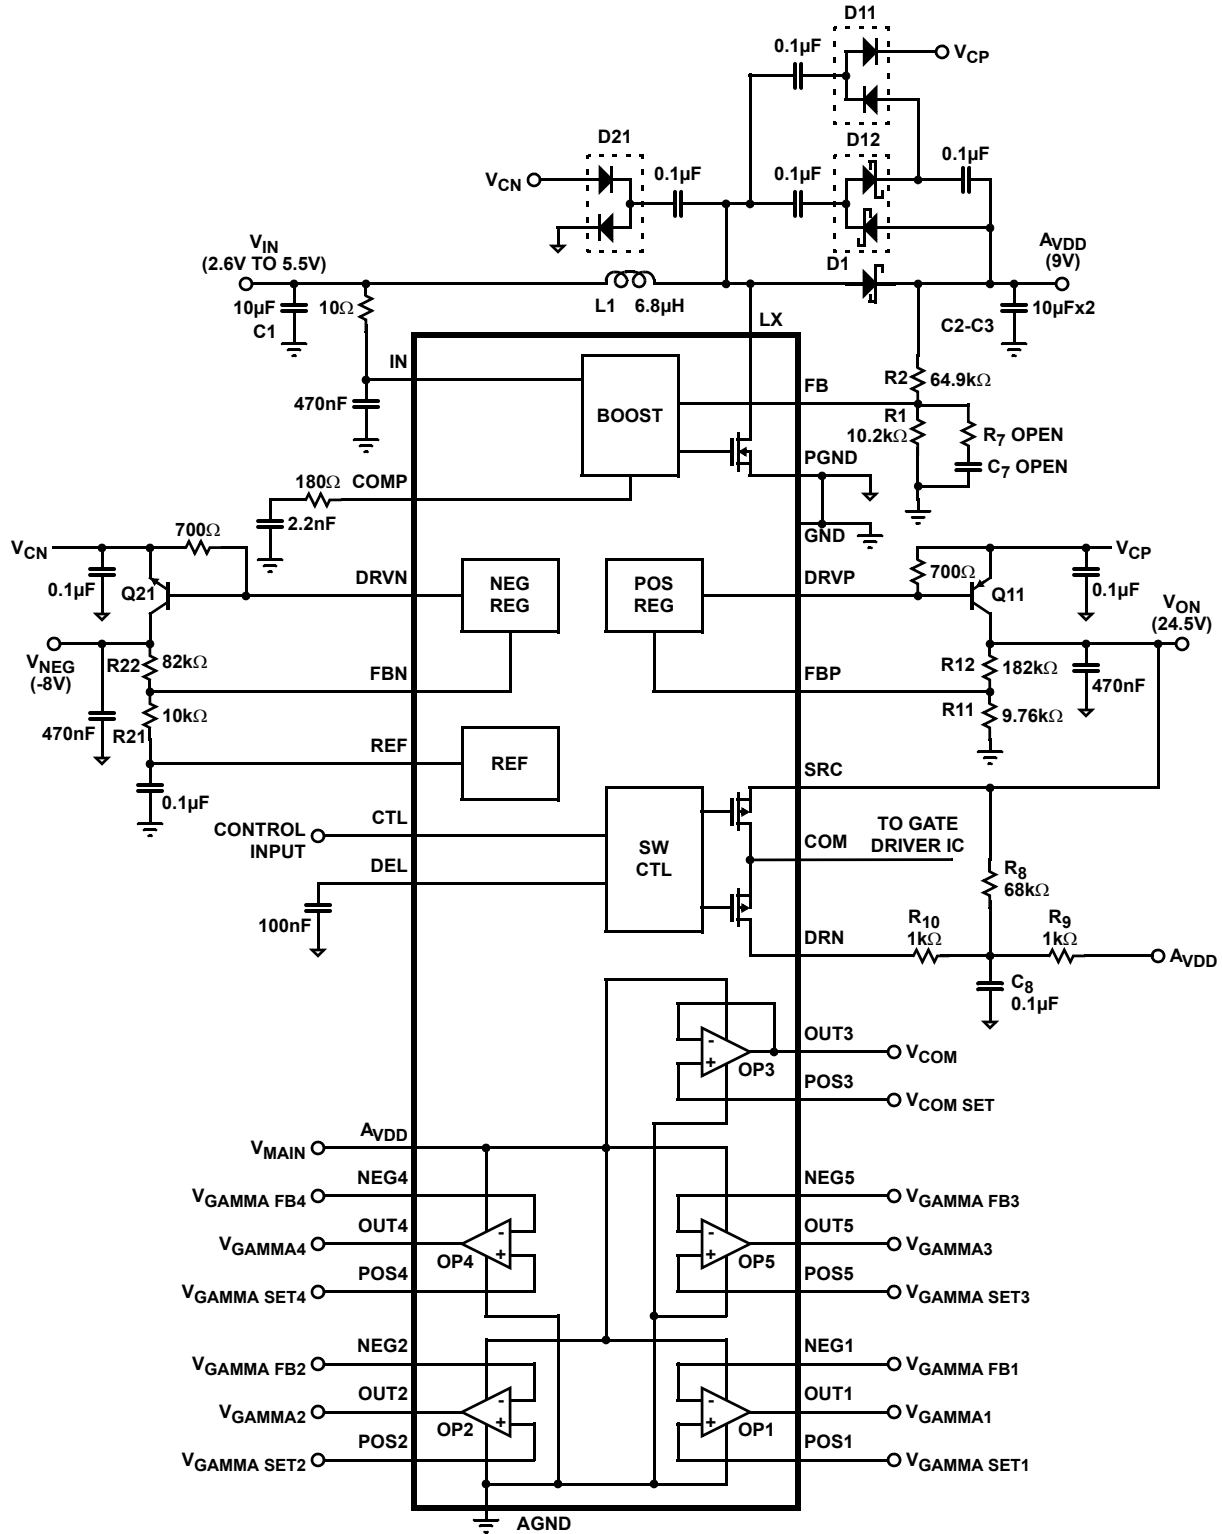 D11
0.1µF
VCP
D21
D12
0.1µF
0.1µF
0.1µF
VCN
VIN
(2.6V TO 5.5V)
D1
AVDD
(9V)
10µF
C1
10Ω
L1 6.8µH
LX
C2-C3
10µFx2
IN
470nF
BOOST
FB
R2
64.9kΩ
R1
10.2kΩ
R7 OPEN
C7 OPEN
PGND
GND
180Ω
COMP
2.2nF
700Ω
VCN
0.1µF
Q21
DRVN
NEG
REG
POS
REG
DRVP
700Ω
Q11
VCP
0.1µF
VON
(24.5V)
VNEG
(-8V)
R22
82kΩ
FBN
FBP
R12
182kΩ
470nF
10kΩ
R21
470nF
R11
9.76kΩ
REF
REF
0.1µF
SRC
CONTROL
INPUT
CTL
SW
CTL
COM
TO GATE
DRIVER IC
DEL
100nF
R8
68kΩ
DRN
R10
1kΩ
R9
1kΩ
AVDD
C8
0.1µF
-
+
OP3
OUT3
VCOM
POS3
VCOM SET
VMAIN
AVDD
VGAMMA FB4
NEG4
NEG5
VGAMMA FB3
VGAMMA4
OUT4
-
+
OP4
-
+
OP5
OUT5
VGAMMA3
VGAMMA SET4
POS4
POS5
VGAMMA SET3
VGAMMA FB2
NEG2
NEG1
VGAMMA FB1
VGAMMA2
OUT2
-
+
OP2
-
+
OP1
OUT1
VGAMMA1
VGAMMA SET2
POS2
POS1
VGAMMA SET1
AGND